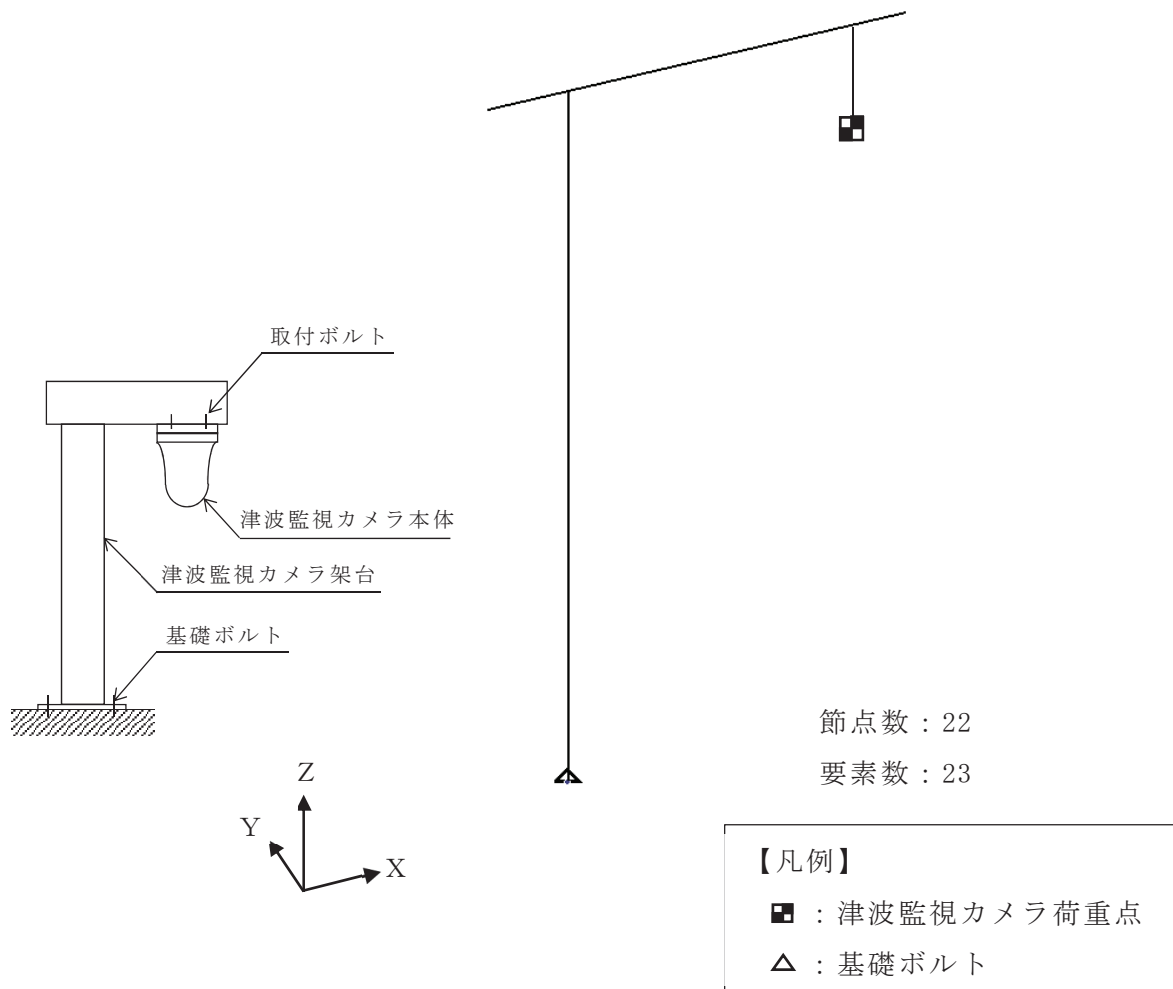 取付ボルト
津波監視カメラ本体
津波監視カメラ架台
基礎ボルト
Z
Y
X
節点数：22
要素数：23
【凡例】
：津波監視カメラ荷重点
：基礎ボルト